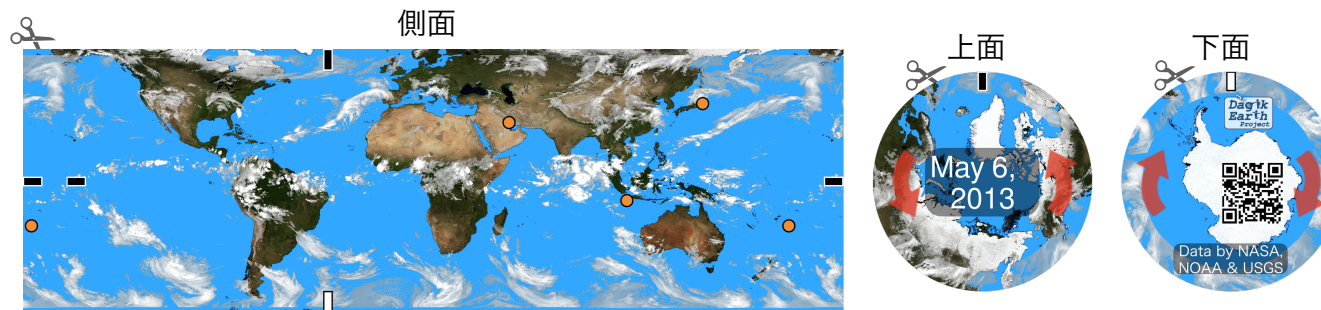 側面
上面
下面
May 6,
2013
Dagik
Earth
Project
Data by NASA,
NOAA & USGS